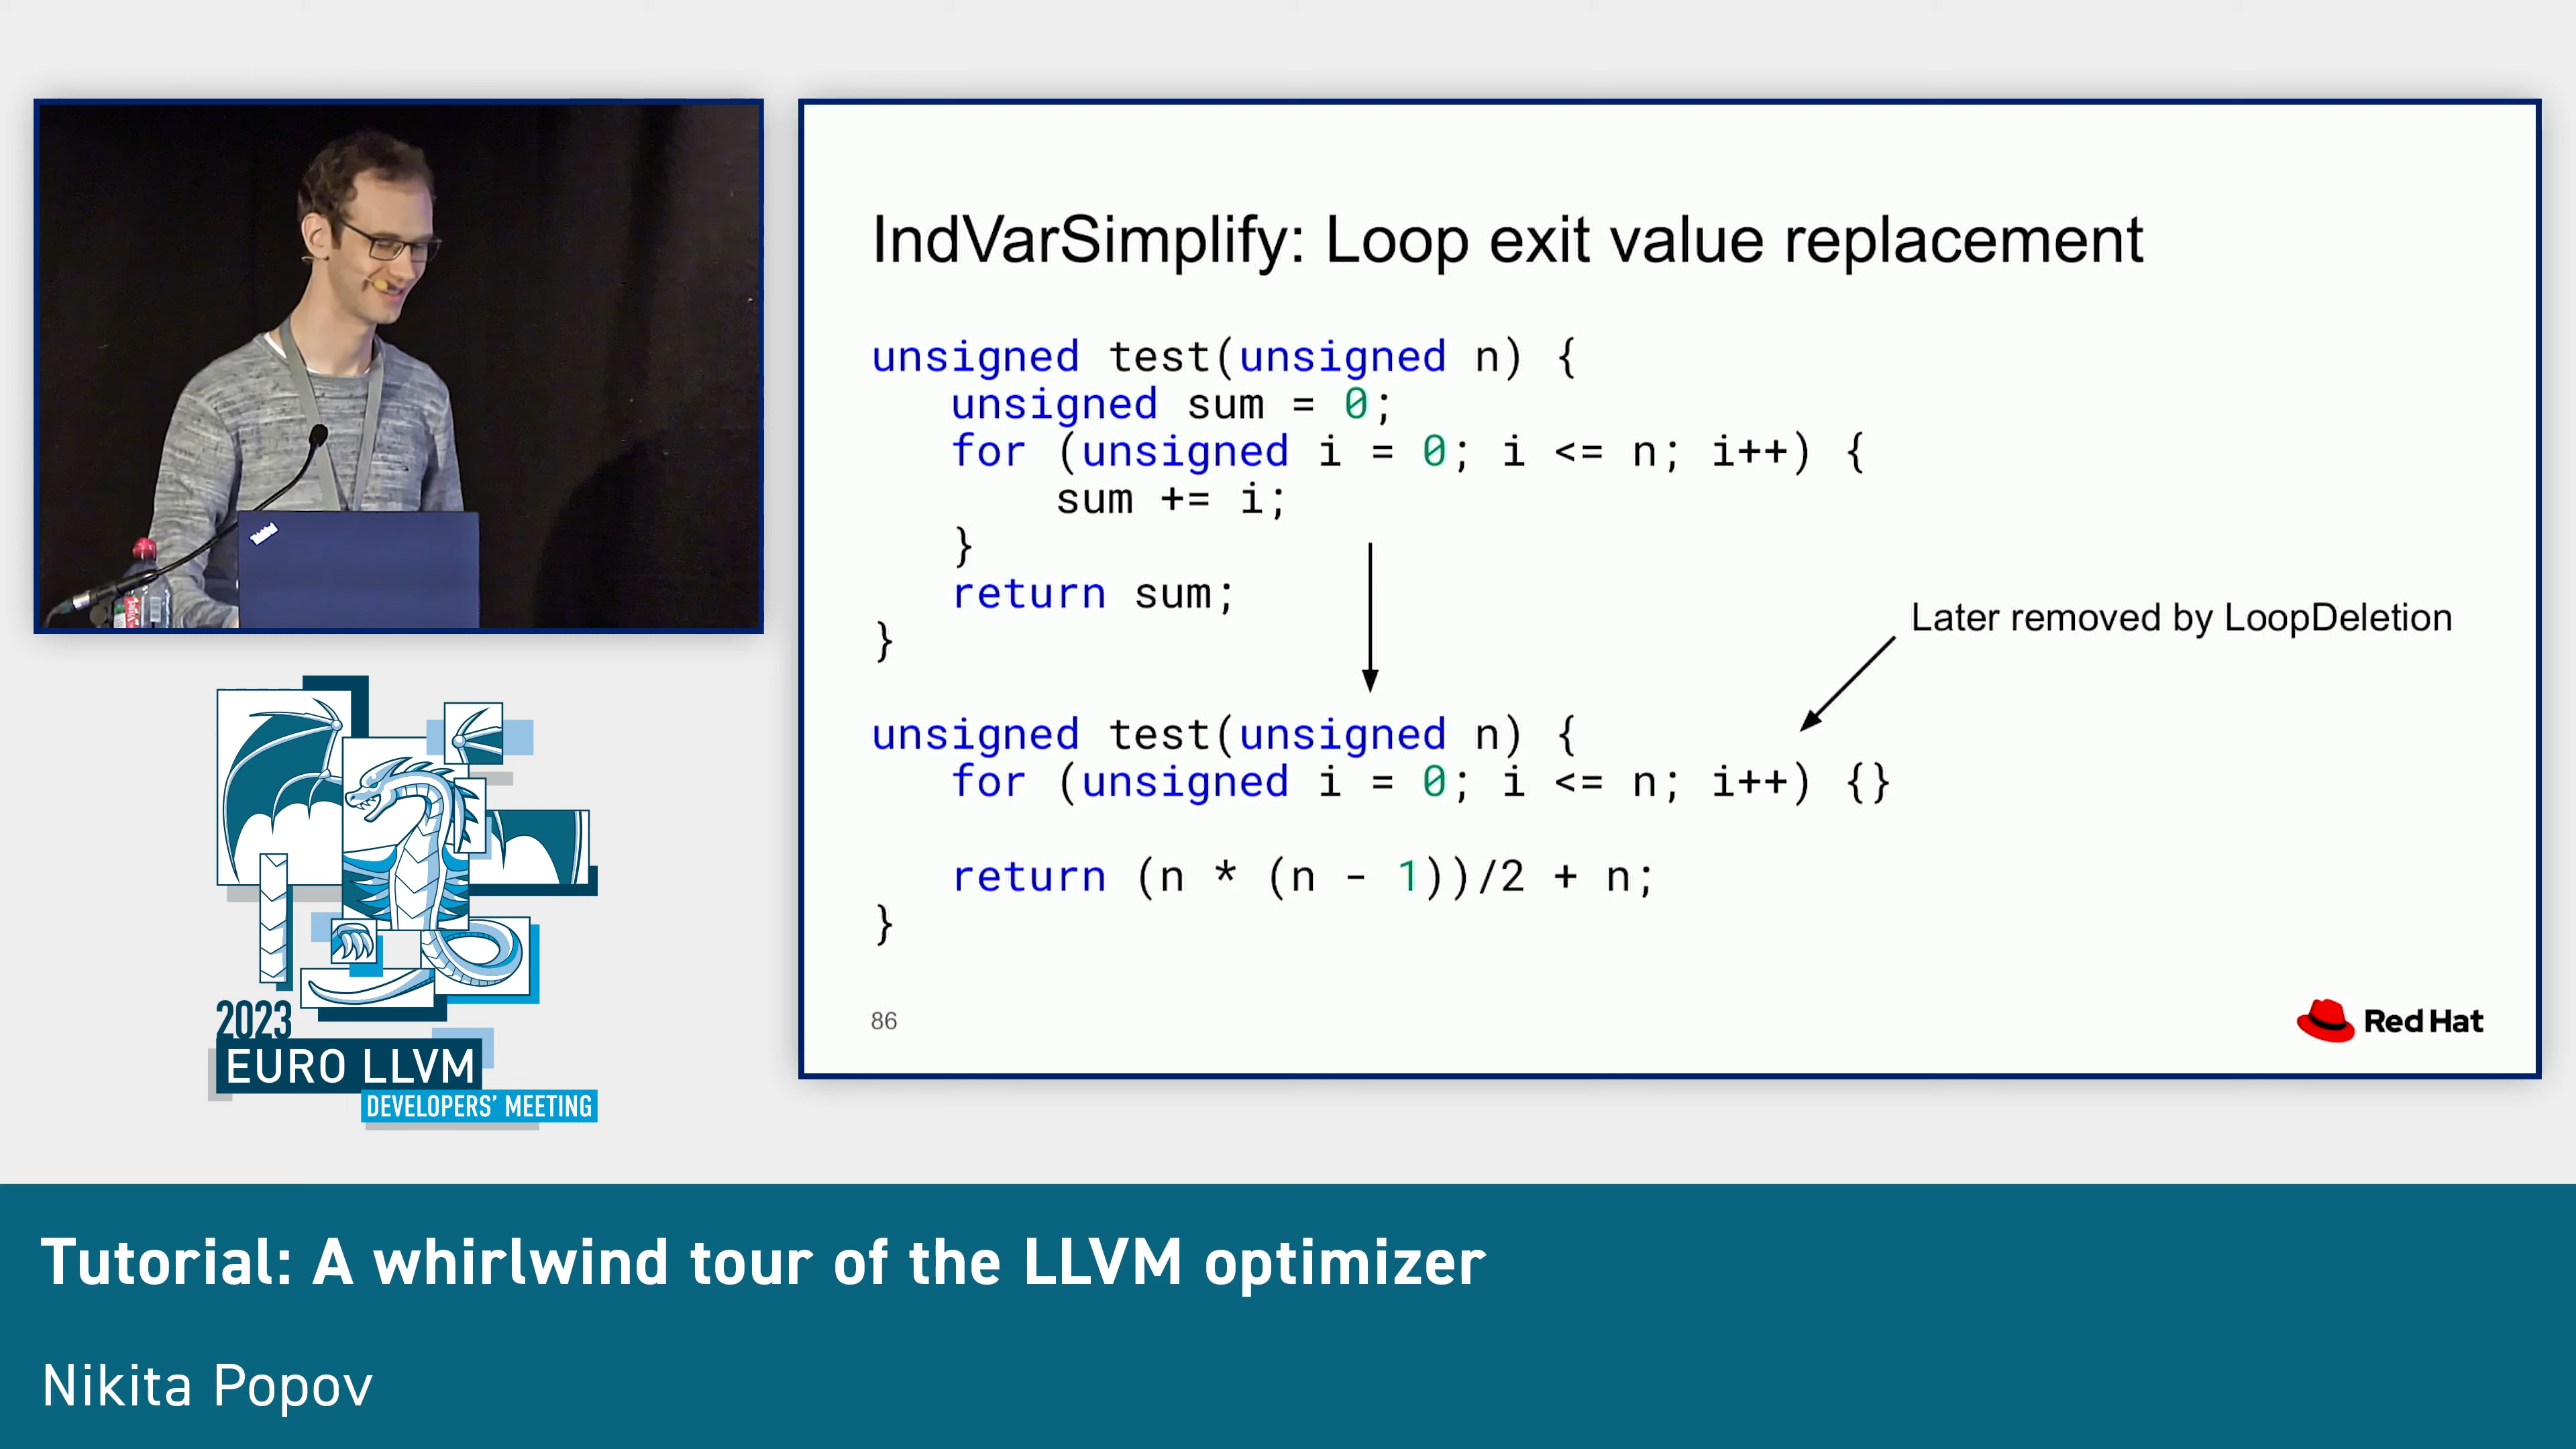 IndVarSimplify: Loop exit value replacement
unsigned test(unsigned n) {
unsigned sum = 0;
for (unsigned i = 0; i <= n; i++) {
sum += i;
}
return sum;
}
Later removed by LoopDeletion
unsigned test(unsigned n) {
for (unsigned i = 0; i <= n; i++) {}
return (n * (n - 1))/2 + n;
}
86
Red Hat
2023
EURO LLVM
DEVELOPERS' MEETING
Tutorial: A whirlwind tour of the LLVM optimizer
Nikita Popov